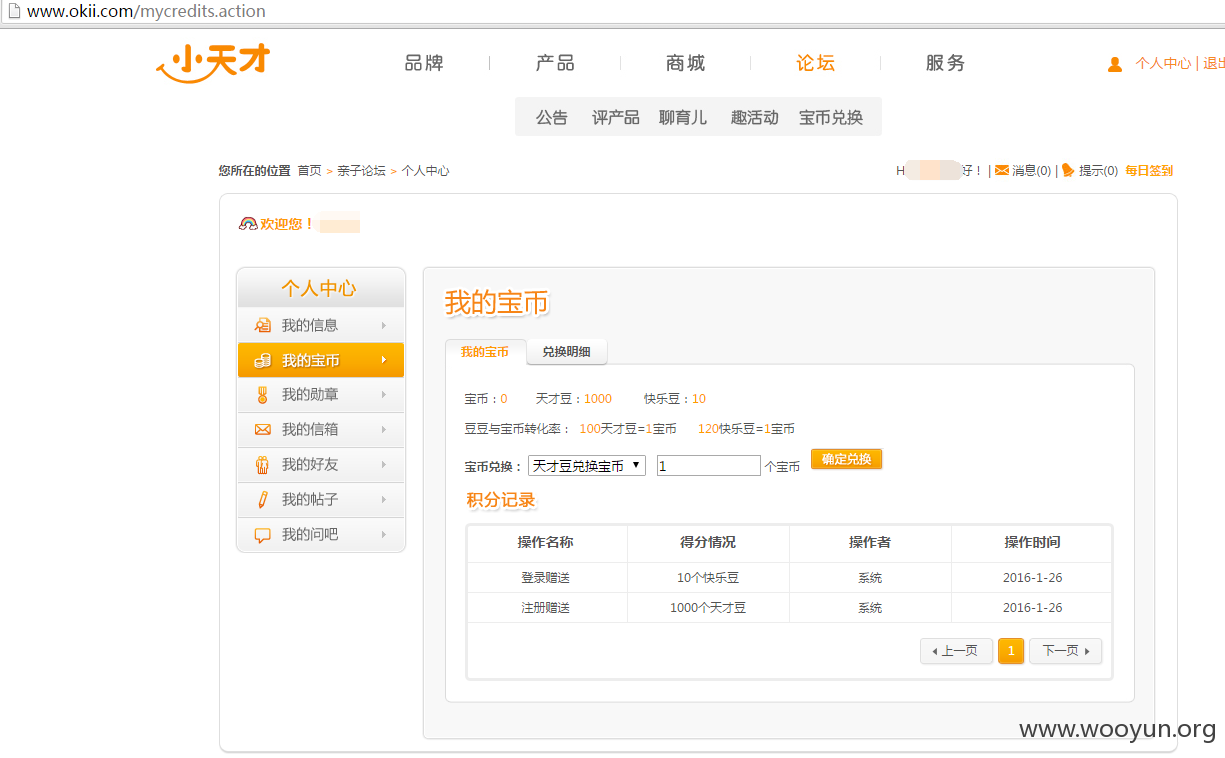 www.okii.com/mycredits.action
小天才 品牌 产品 商城 论坛 服务 个人中心 | 退出
公告 评产品 聊育儿 趣活动 宝币兑换
您所在的位置 首页 > 亲子论坛 > 个人中心 H 好！ | 消息(0) | 提示(0) 每日签到
欢迎您！
个人中心
我的信息
我的宝币
我的勋章
我的信箱
我的好友
我的帖子
我的问吧
我的宝币
我的宝币 兑换明细
宝币：0 天才豆：1000 快乐豆：10
豆豆与宝币转化率： 100天才豆=1宝币 120快乐豆=1宝币
宝币兑换： 天才豆兑换宝币 1 个宝币 确定兑换
积分记录
操作名称 得分情况 操作者 操作时间
登录赠送 10个快乐豆 系统 2016-1-26
注册赠送 1000个天才豆 系统 2016-1-26
上一页 1 下一页
www.wooyun.org